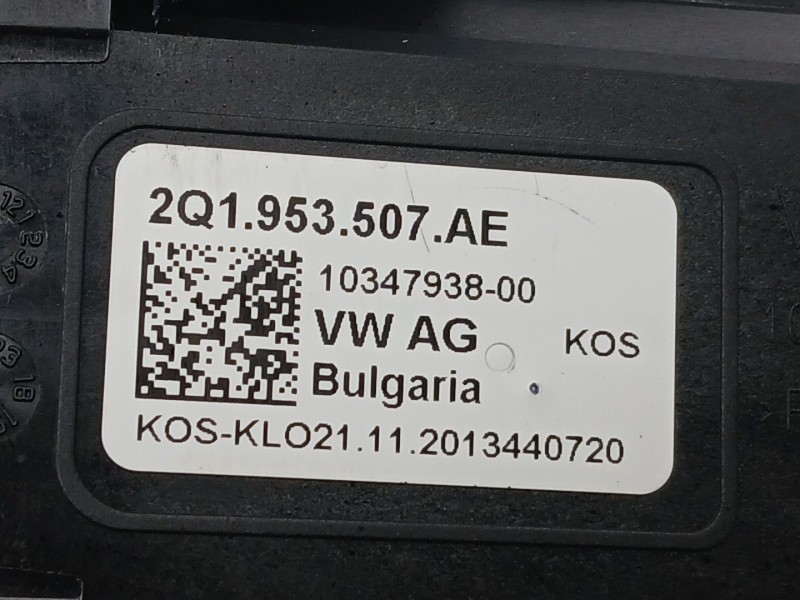 2Q1.953.507.AE
10347938-00
VW AG KOS
Bulgaria
KOS-KLO21.11.2013440720